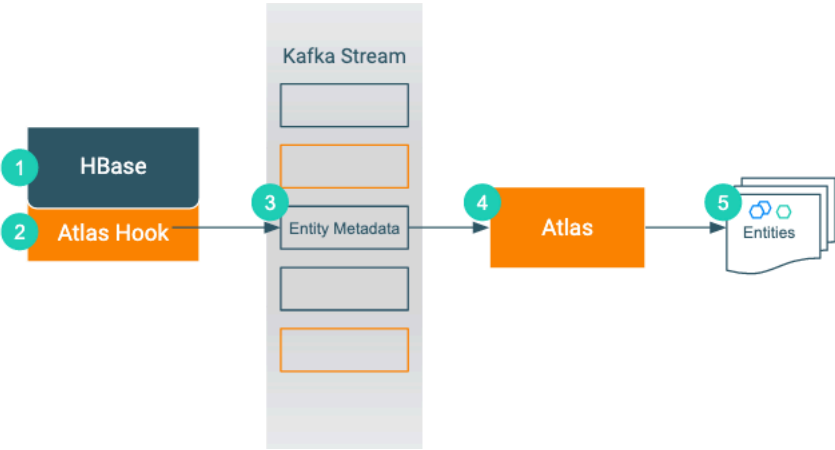 Kafka Stream
1
HBase
2
Atlas Hook
3
Entity Metadata
4
Atlas
5
Entities